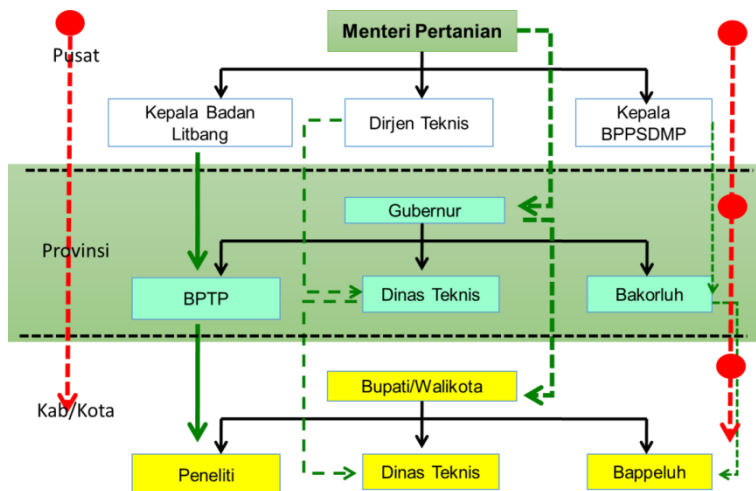 Menteri Pertanian
Pusat
Kepala Badan
Litbang
Dirjen Teknis
Kepala
BPPSDMP
Gubernur
Provinsi
BPTP
Dinas Teknis
Bakorluh
Bupati/Walikota
Kab/Kota
Peneliti
Dinas Teknis
Bappeluh